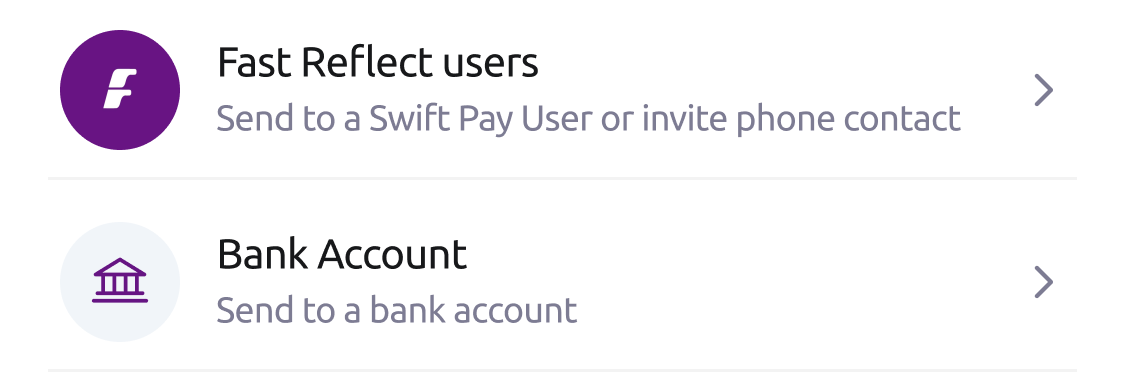 Fast Reflect users
Send to a Swift Pay User or invite phone contact
Bank Account
Send to a bank account